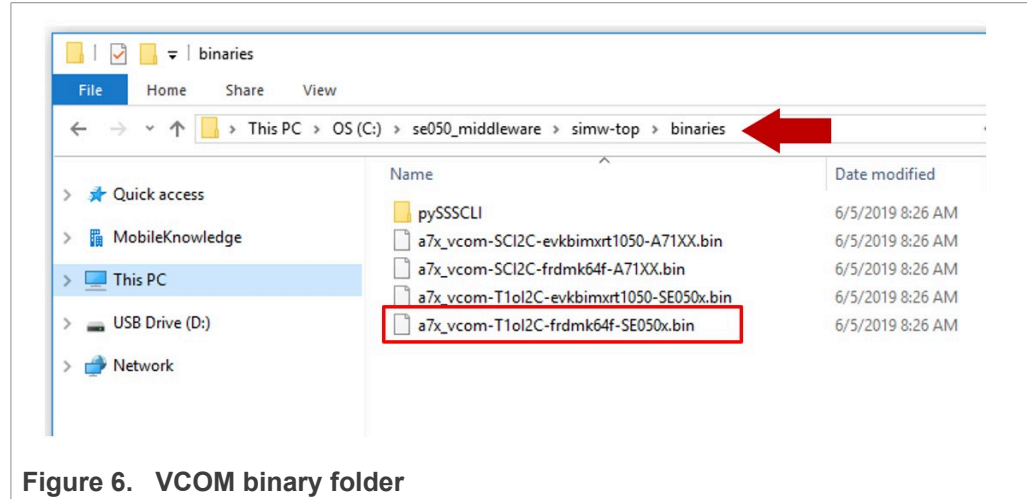 binaries
File Home Share View
This PC > OS (C:) > se050_middleware > simw-top > binaries
Name Date modified
Quick access
pySSSCLI 6/5/2019 8:26 AM
MobileKnowledge
a7x_vcom-SCI2C-evkbimxrt1050-A71XX.bin 6/5/2019 8:26 AM
a7x_vcom-SCI2C-frdmk64f-A71XX.bin 6/5/2019 8:26 AM
This PC
a7x_vcom-T1oI2C-evkbimxrt1050-SE050x.bin 6/5/2019 8:26 AM
USB Drive (D:)
a7x_vcom-T1oI2C-frdmk64f-SE050x.bin 6/5/2019 8:26 AM
Network
Figure 6. VCOM binary folder